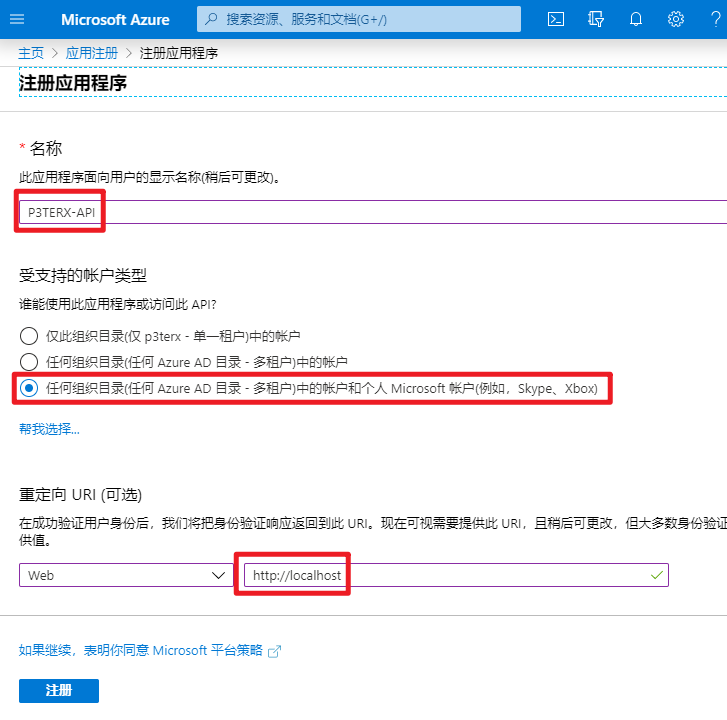 Microsoft Azure
搜索资源、服务和文档(G+/)
主页 > 应用注册 > 注册应用程序
注册应用程序
* 名称
此应用程序面向用户的显示名称(稍后可更改)。
P3TERX-API
受支持的帐户类型
谁能使用此应用程序或访问此 API?
仅此组织目录(仅 p3terx - 单一租户)中的帐户
任何组织目录(任何 Azure AD 目录 - 多租户)中的帐户
任何组织目录(任何 Azure AD 目录 - 多租户)中的帐户和个人 Microsoft 帐户(例如，Skype、Xbox)
帮我选择...
重定向 URI (可选)
在成功验证用户身份后，我们将把身份验证响应返回到此 URI。现在可视需要提供此 URI，且稍后可更改，但大多数身份验证
供值。
Web http://localhost
如果继续，表明你同意 Microsoft 平台策略
注册